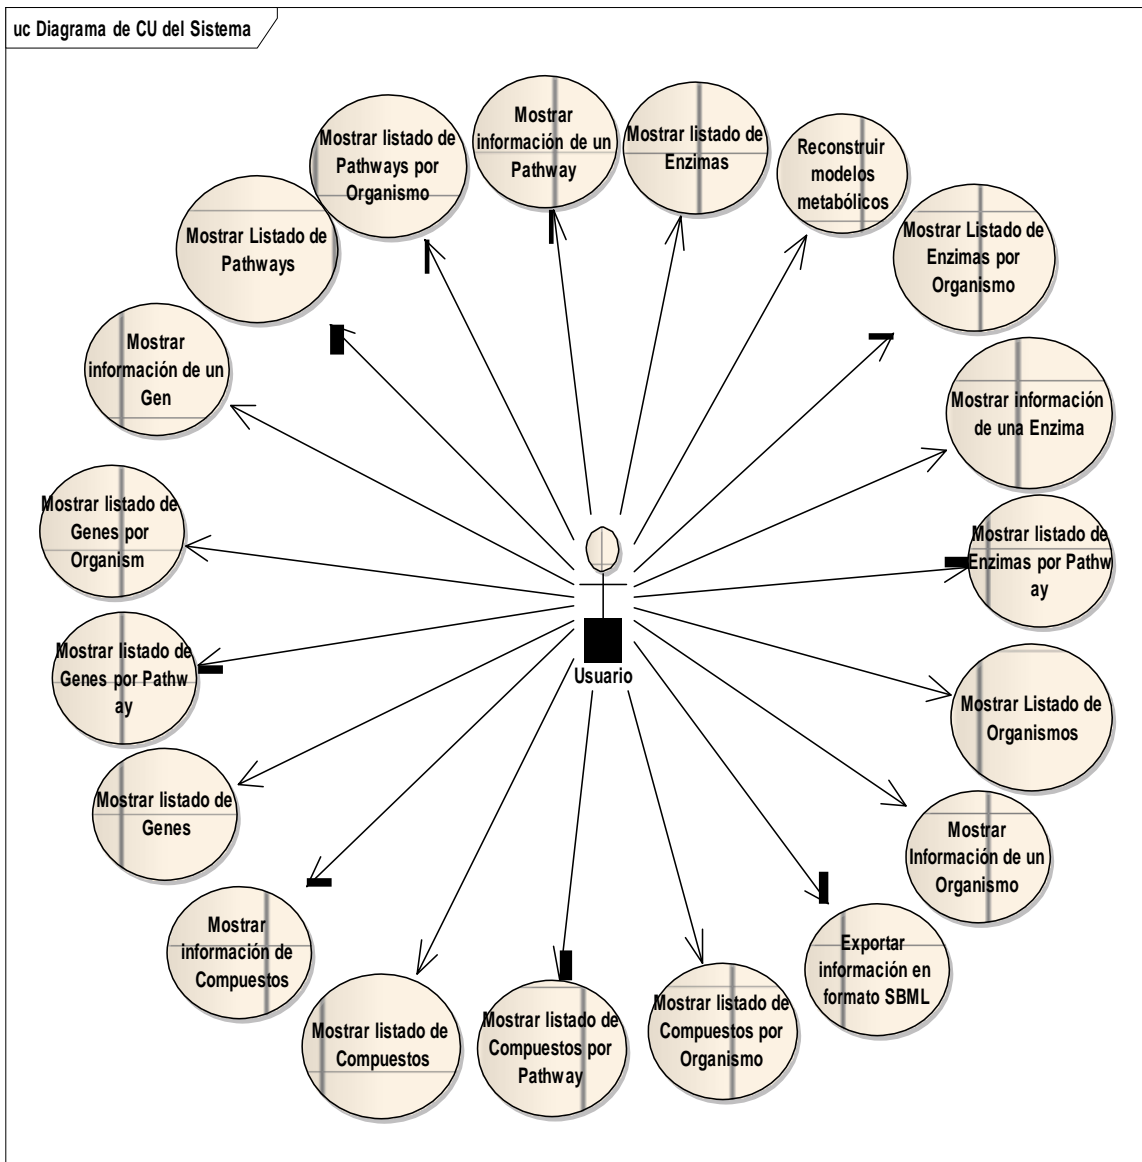 uc Diagrama de CU del Sistema
Mostrar
información de un
Pathway
Mostrar listado de
Enzimas
Reconstruir
modelos
metabólicos
Mostrar Listado de
Enzimas por
Organismo
Mostrar información
de una Enzima
Mostrar listado de
Enzimas por Pathw
ay
Mostrar Listado de
Organismos
Mostrar
Información de un
Organismo
Exportar
información en
formato SBML
Mostrar listado de
Compuestos por
Organismo
Mostrar listado de
Compuestos por
Pathway
Mostrar listado de
Compuestos
Mostrar
información de
Compuestos
Mostrar listado de
Genes
Mostrar listado de
Genes por Pathw
ay
Mostrar listado de
Genes por
Organism
Mostrar
información de un
Gen
Mostrar Listado de
Pathways
Mostrar listado de
Pathways por
Organismo
Usuario